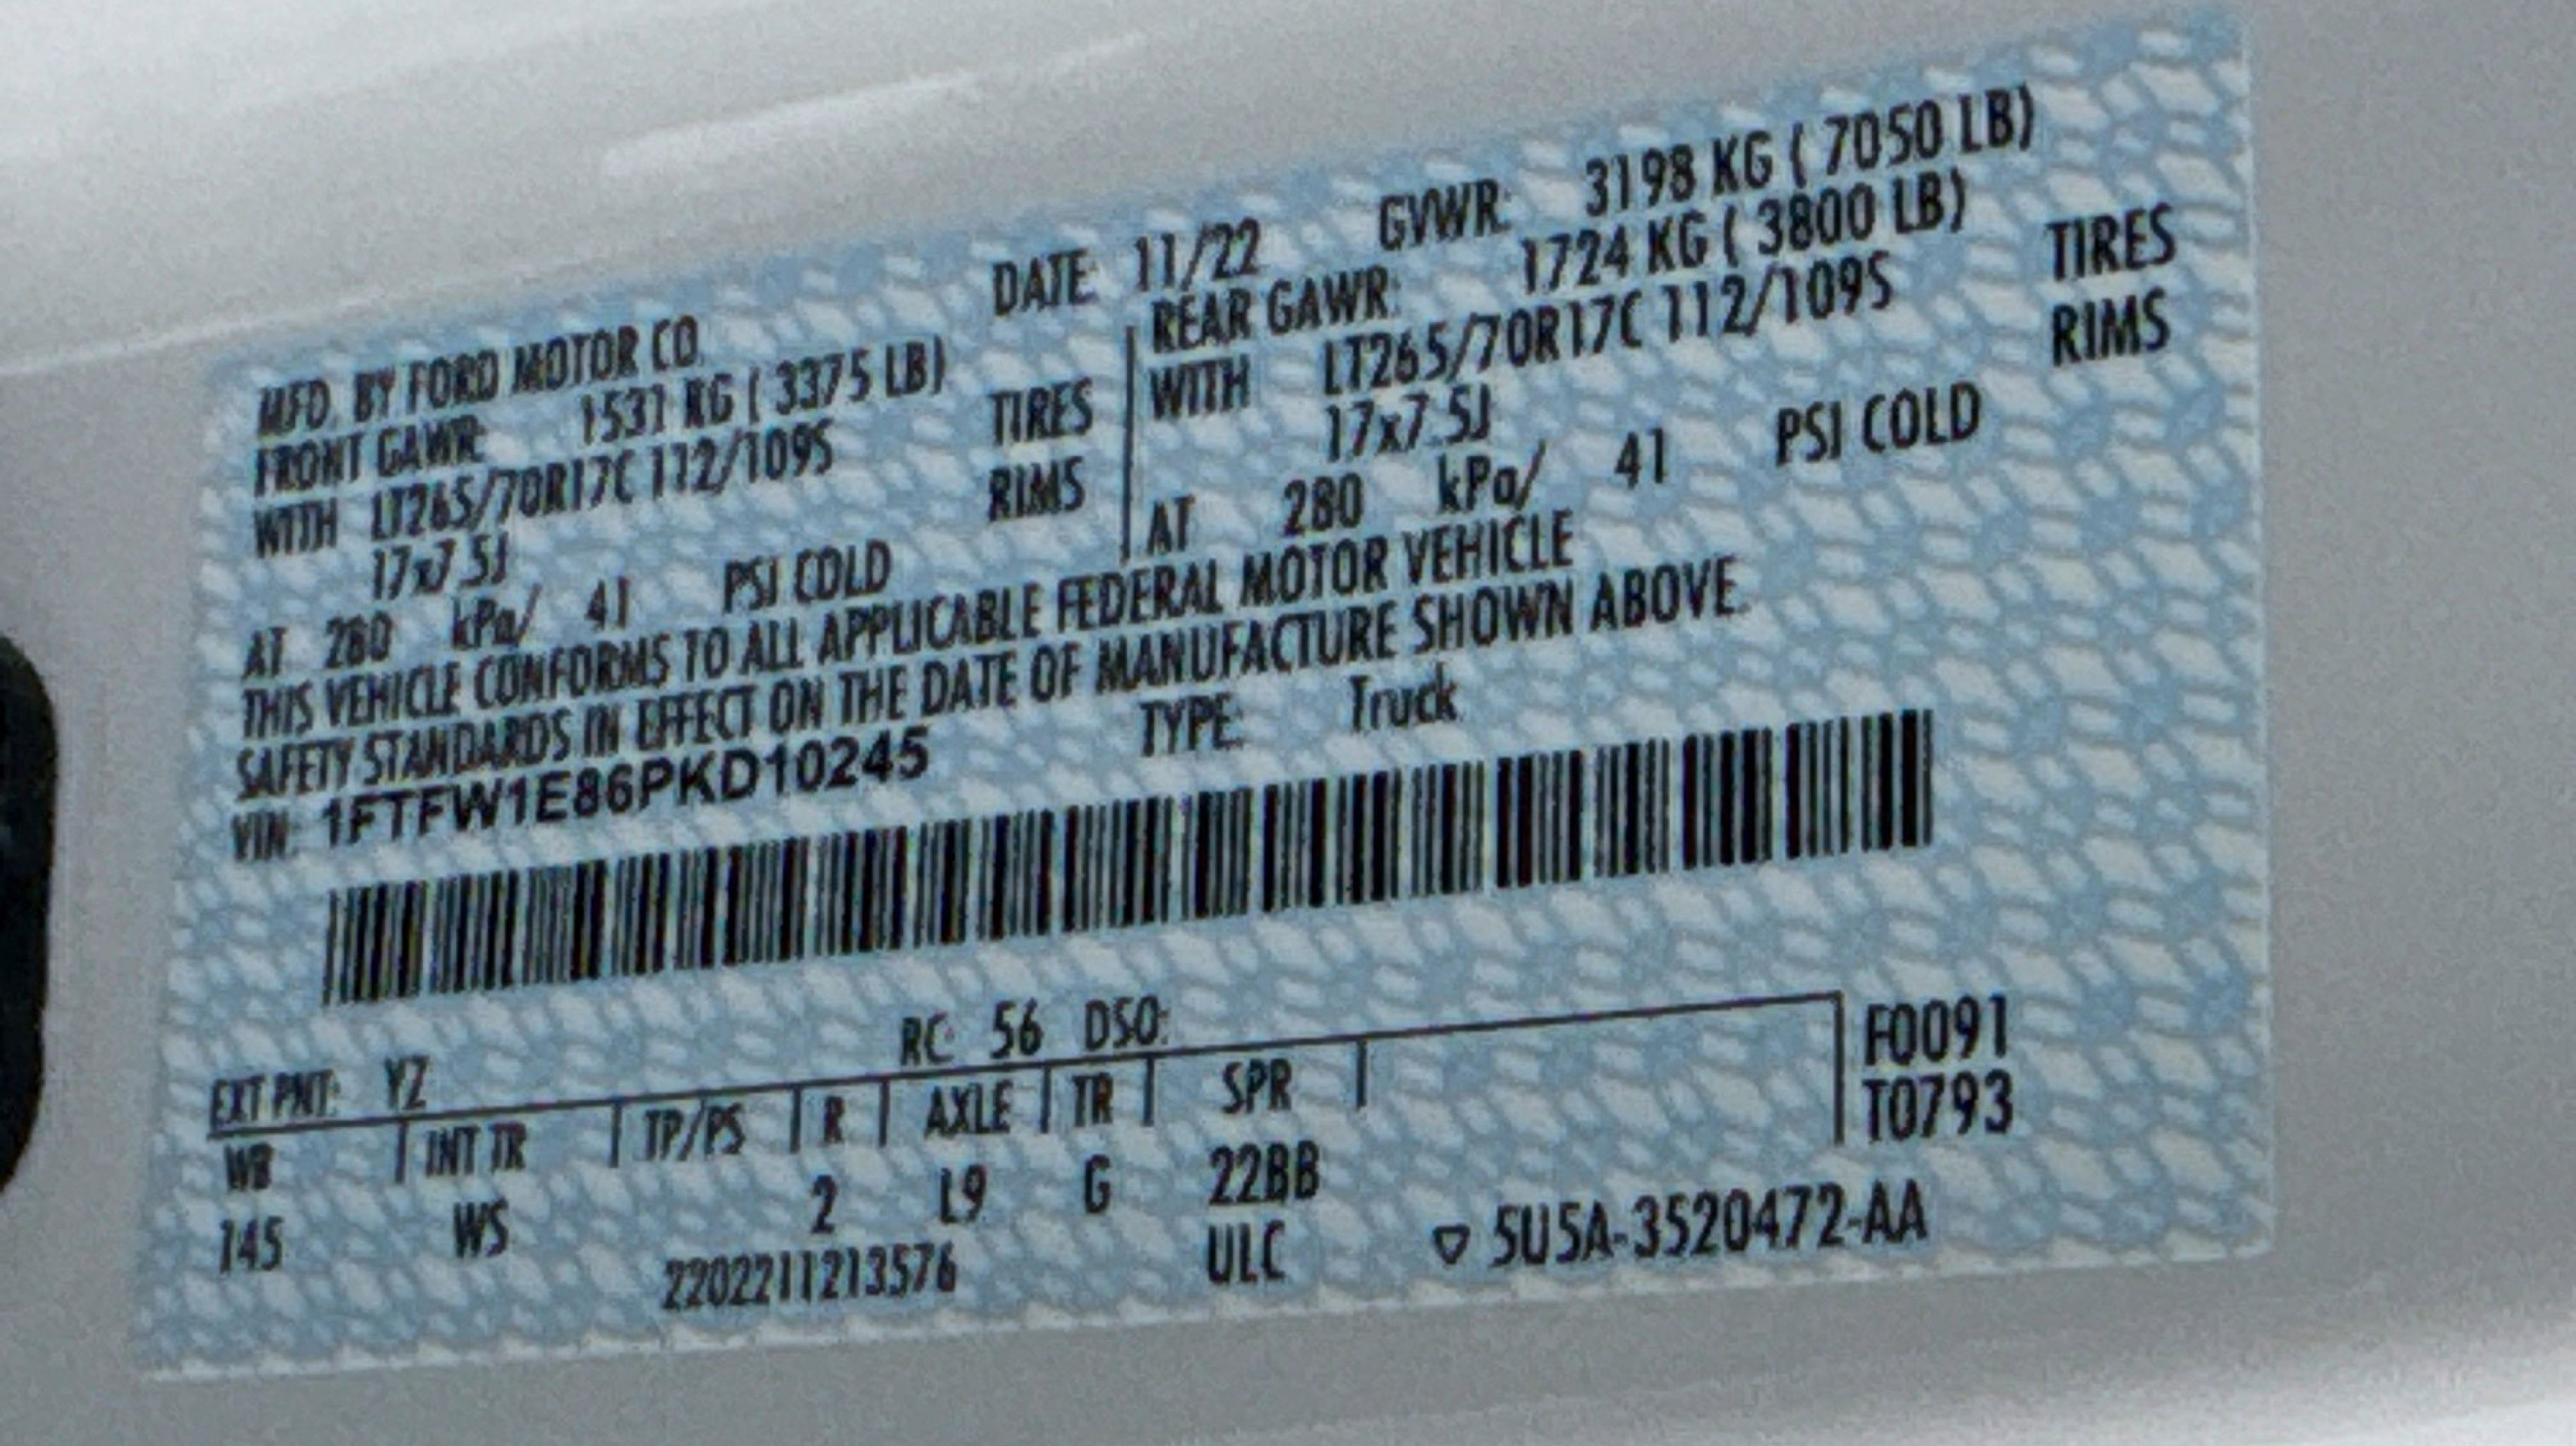 MFD. BY FORD MOTOR CO. DATE: 11/22 GVWR: 3198 KG ( 7050 LB)
FRONT GAWR: 1531 KG ( 3375 LB) REAR GAWR: 1724 KG ( 3800 LB)
WITH LT265/70R17C 112/109S TIRES WITH LT265/70R17C 112/109S TIRES
17x7.5J RIMS 17x7.5J RIMS
AT 280 kPa/ 41 PSI COLD AT 280 kPa/ 41 PSI COLD
THIS VEHICLE CONFORMS TO ALL APPLICABLE FEDERAL MOTOR VEHICLE
SAFETY STANDARDS IN EFFECT ON THE DATE OF MANUFACTURE SHOWN ABOVE.
VIN: 1FTFW1E86PKD10245 TYPE: Truck
EXT PNT: YZ RC: 56 DSO:
WB INT TR TP/PS R AXLE TR SPR F0091
145 WS 2 L9 G 22BB T0793
2202211213576 ULC ▽ 5U5A-3520472-AA